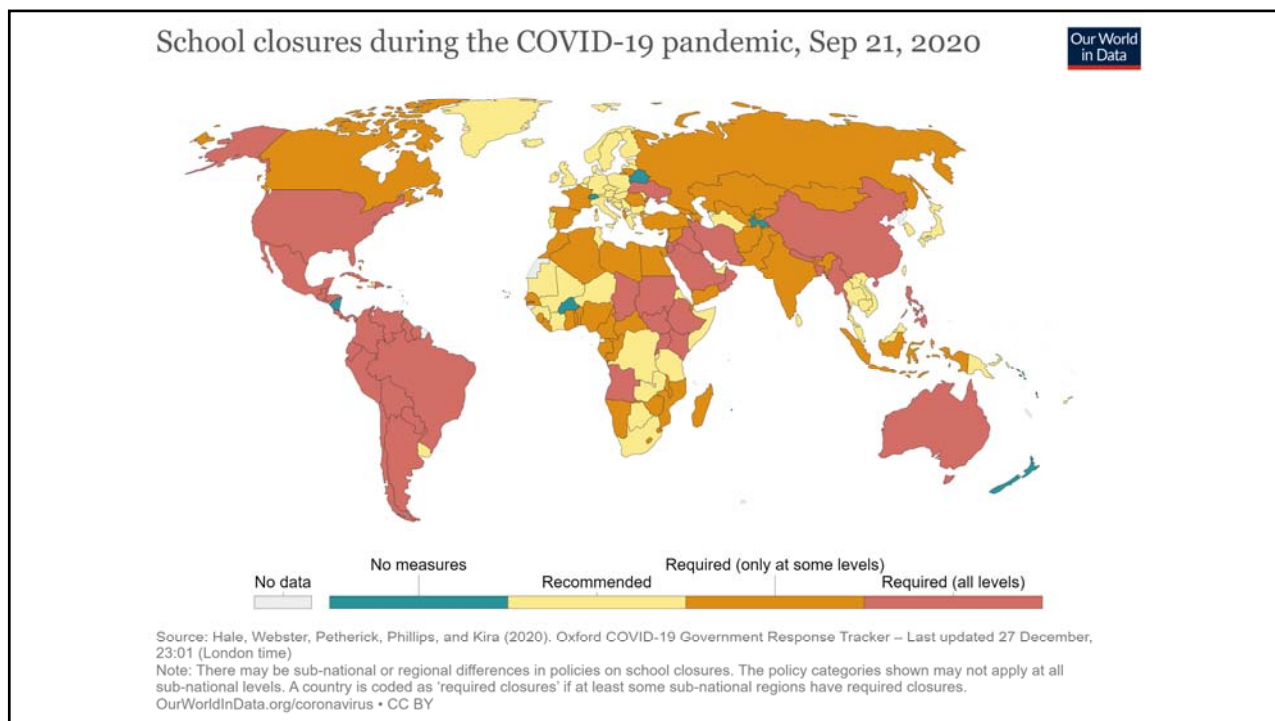 School closures during the COVID-19 pandemic, Sep 21, 2020
Our World
in Data
No data
No measures
Recommended
Required (only at some levels)
Required (all levels)
Source: Hale, Webster, Petherick, Phillips, and Kira (2020). Oxford COVID-19 Government Response Tracker – Last updated 27 December,
23:01 (London time)
Note: There may be sub-national or regional differences in policies on school closures. The policy categories shown may not apply at all
sub-national levels. A country is coded as ‘required closures’ if at least some sub-national regions have required closures.
OurWorldInData.org/coronavirus • CC BY